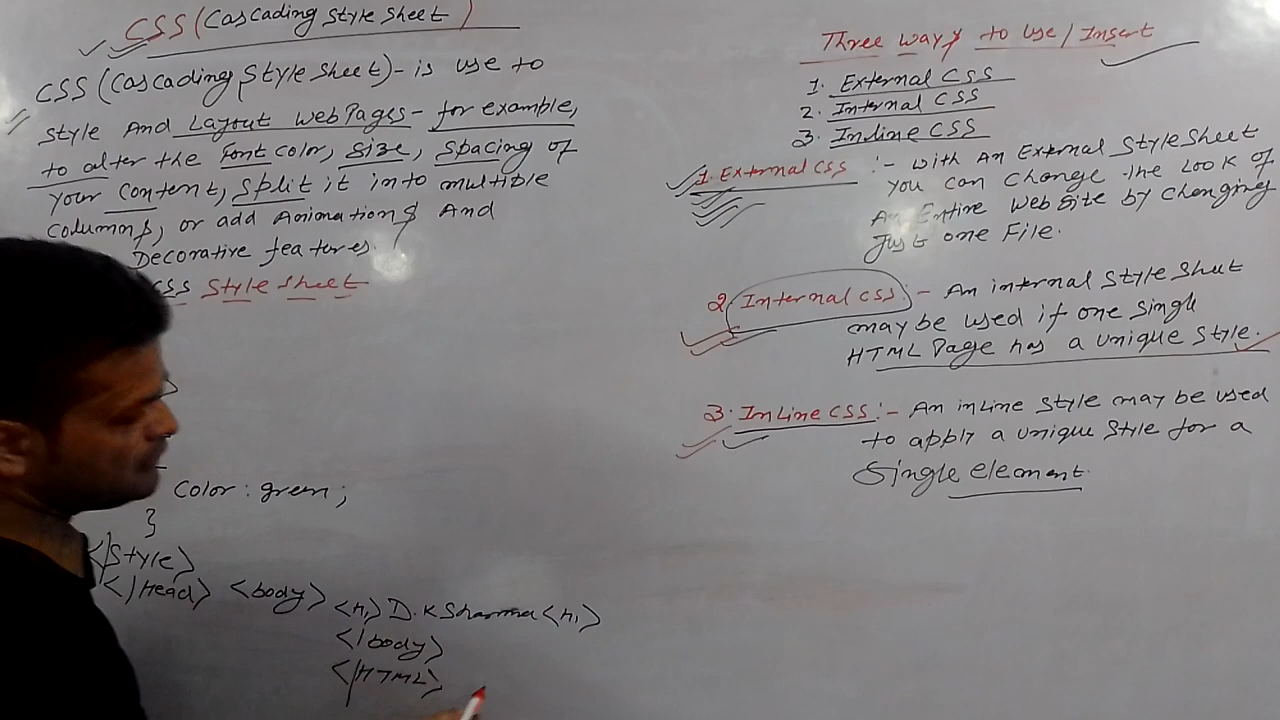 CSS (Cascading Style Sheet)
CSS (Cascading Style Sheet) - is use to
style And Layout webPages - for example,
to alter the Font color, Size, Spacing of
your Content, Split it into multiple
columns, or add Animations And
Decorative features.
CSS Style Sheet
Color : green;
}
</Style>
</Head> <body>
<h1> D.K Sharma <h1>
</body>
</HTML>
Three ways to use / Insert
1. External CSS
2. Internal CSS
3. Inline CSS
1. External CSS :- with An External StyleSheet
you can change the Look of
An Entire website by changing
Just one File.
2. Internal CSS :- An internal Style Sheet
may be used if one single
HTML Page has a unique style.
3. InLine CSS :- An inline style may be used
to apply a unique style for a
Single element.